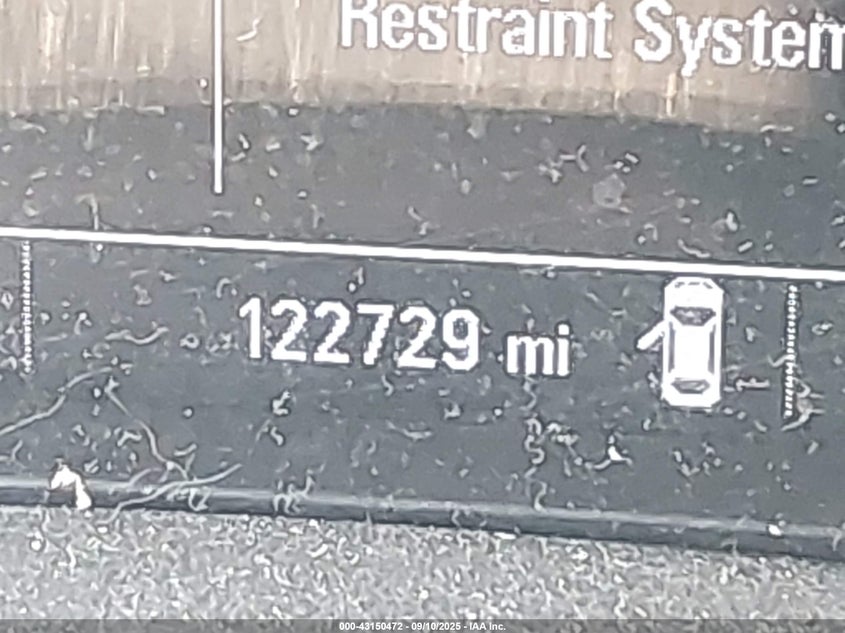 Restraint System
122729 mi
000-43150472 - 09/10/2025 - IAA Inc.